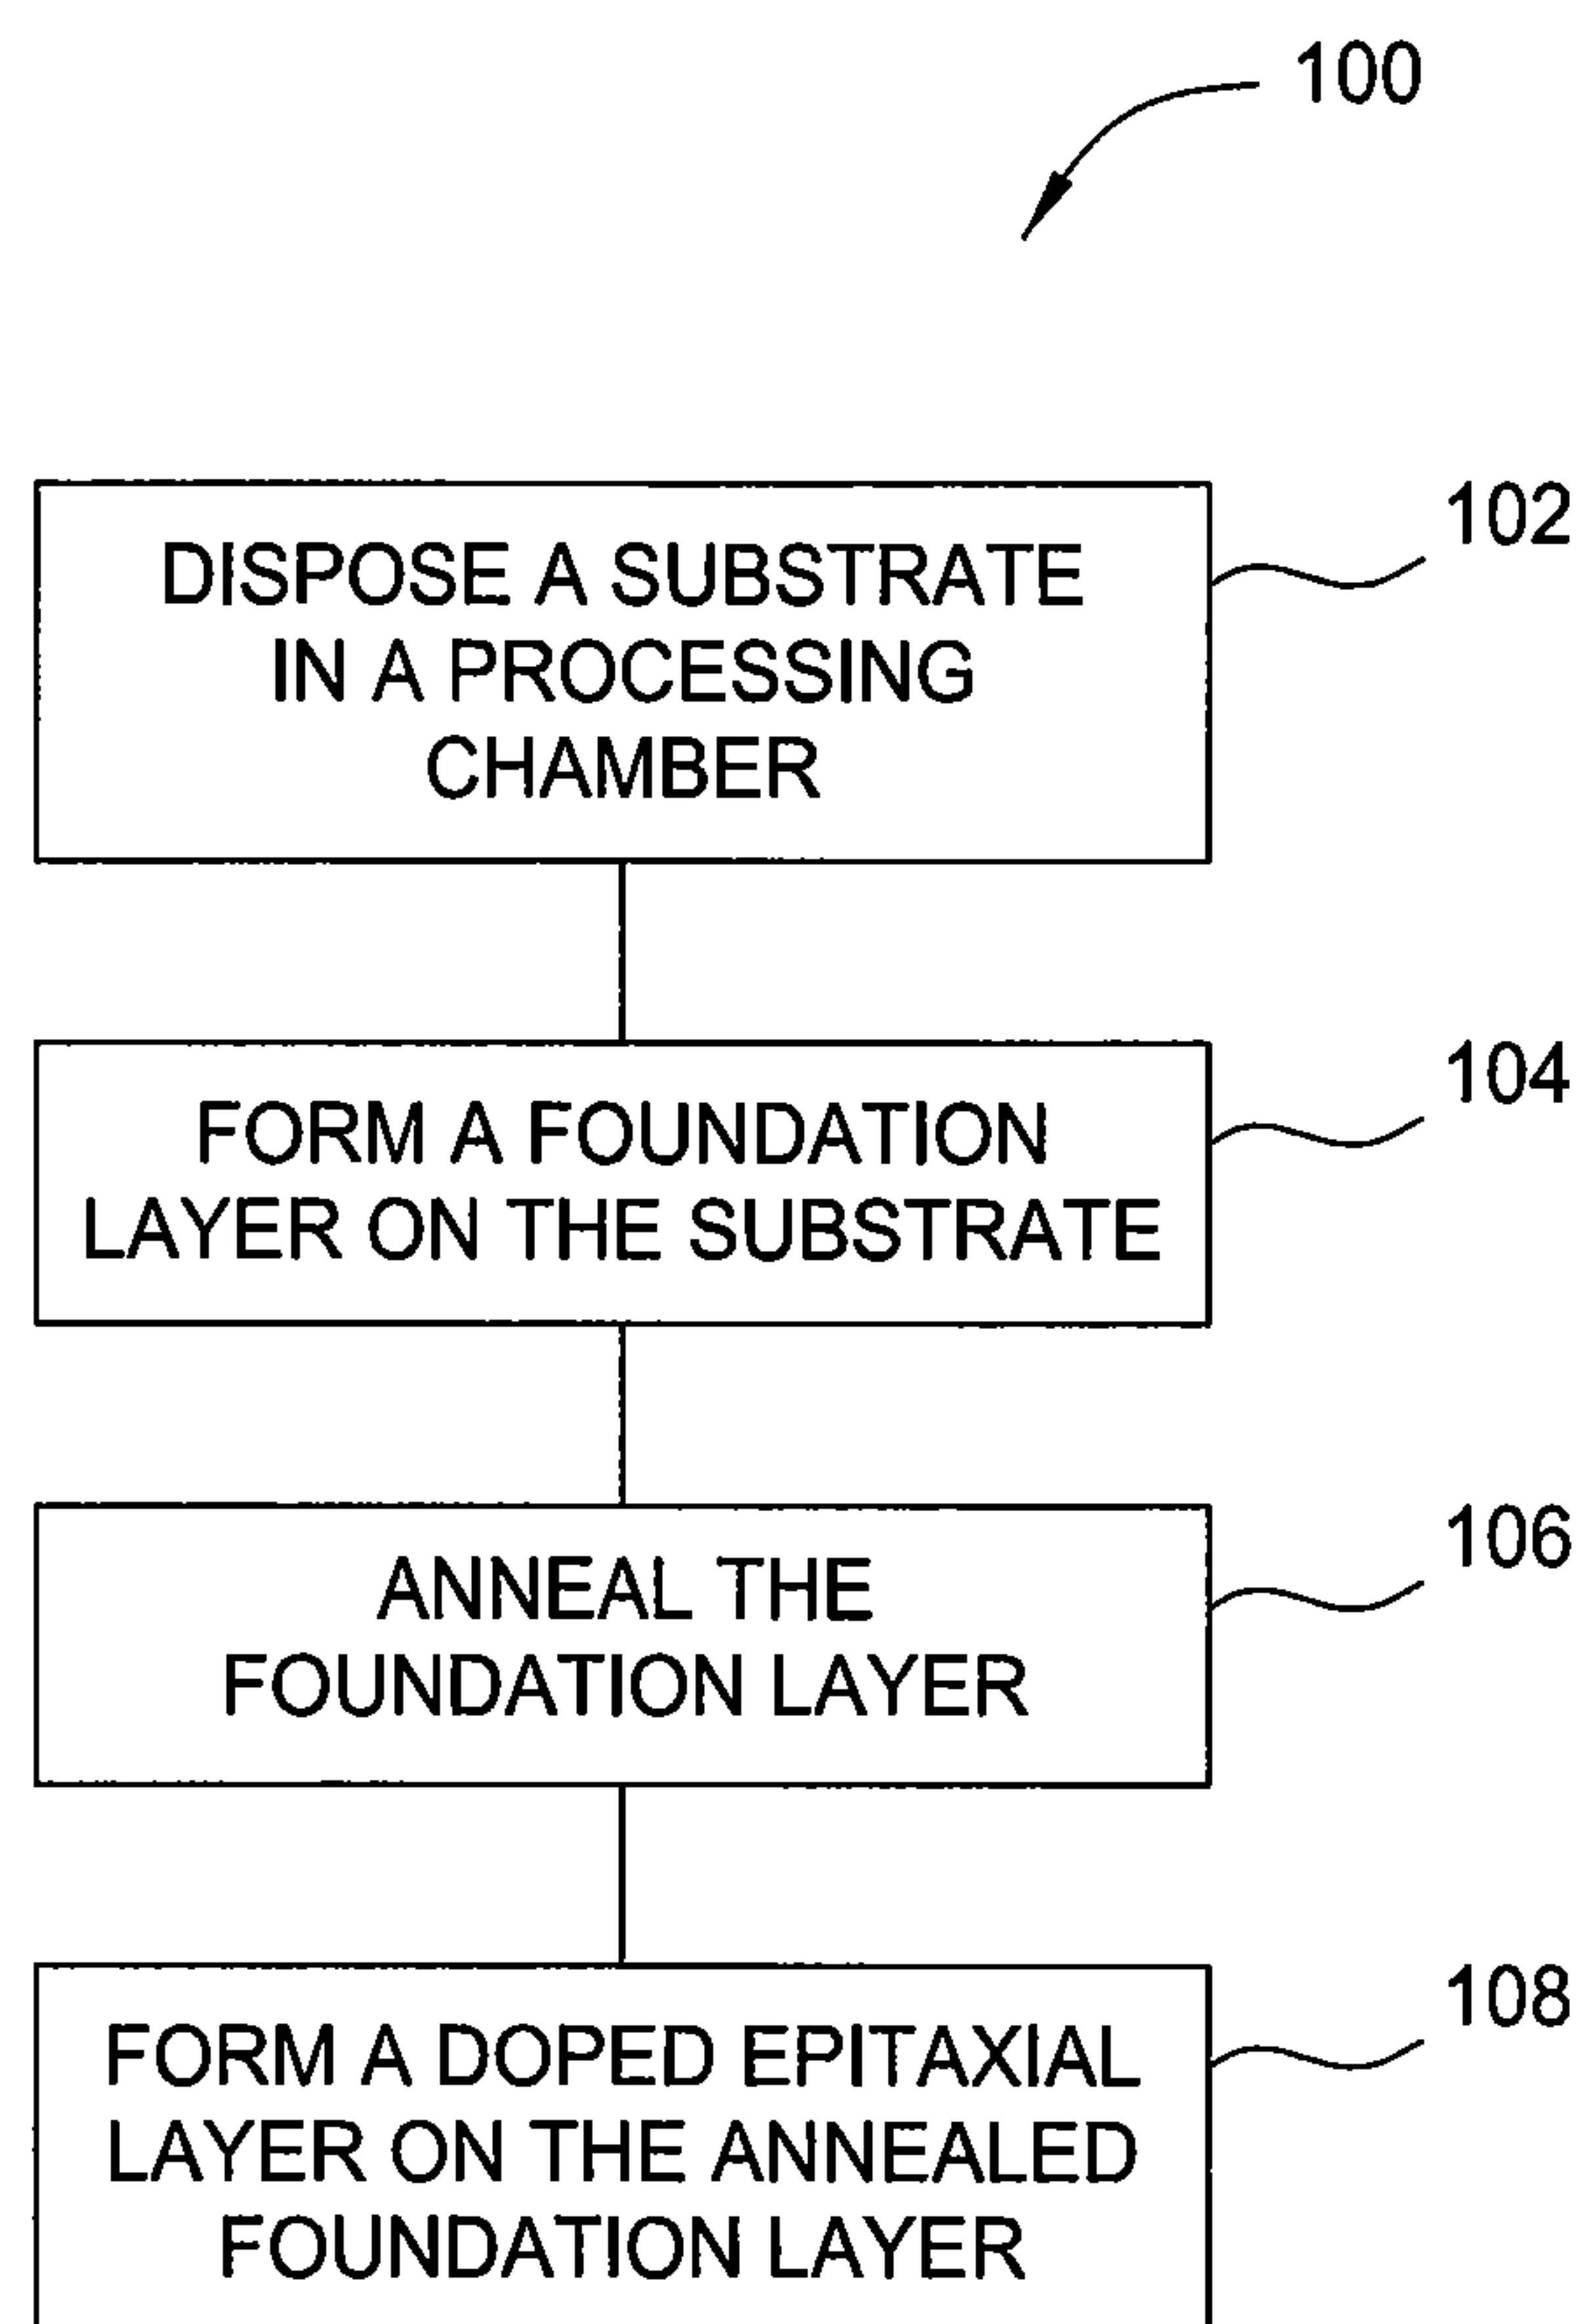 100
102
DISPOSE A SUBSTRATE
IN A PROCESSING
CHAMBER
104
FORM A FOUNDATION
LAYER ON THE SUBSTRATE
106
ANNEAL THE
FOUNDATION LAYER
108
FORM A DOPED EPITAXIAL
LAYER ON THE ANNEALED
FOUNDATION LAYER